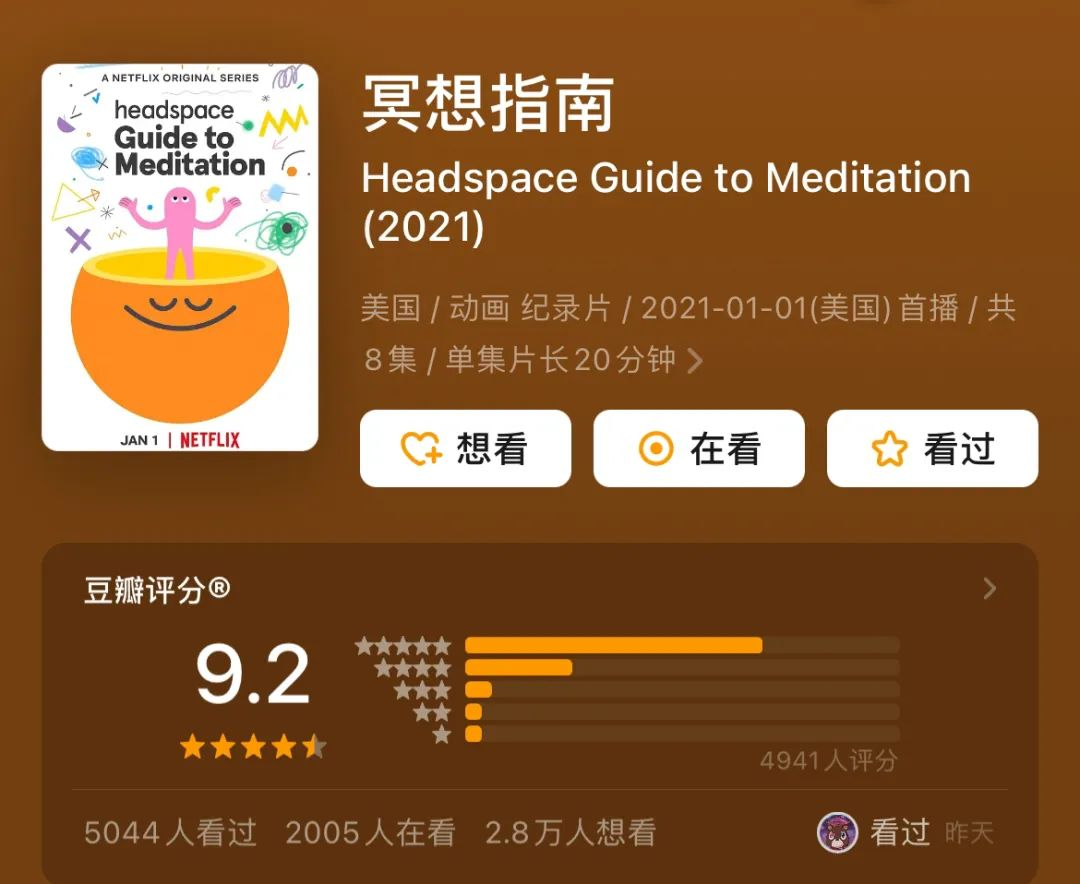 A NETFLIX ORIGINAL SERIES
headspace
Guide to
Meditation
JAN 1 | NETFLIX
冥想指南
Headspace Guide to Meditation
(2021)
美国 / 动画 纪录片 / 2021-01-01(美国)首播 / 共
8集 / 单集片长20分钟
想看 在看 看过
豆瓣评分®
9.2
4941人评分
5044人看过 2005人在看 2.8万人想看 看过 昨天